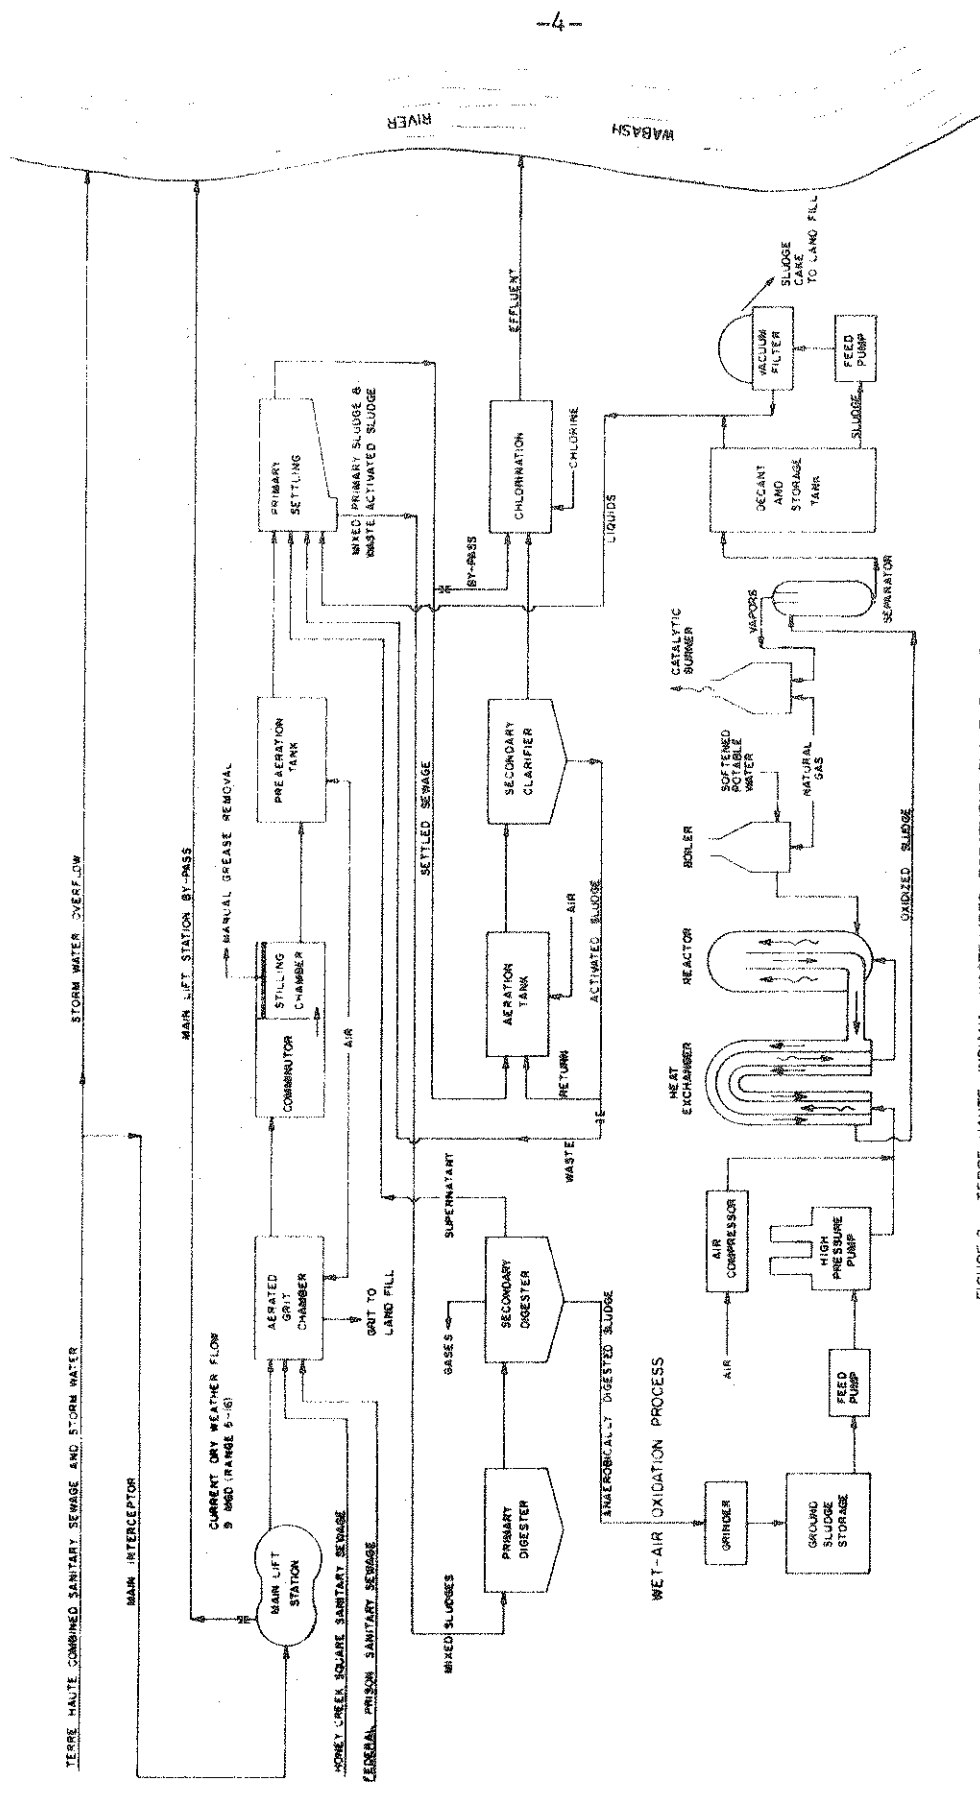 -4-
RIVER
WABASH
TERRE HAUTE COMBINED SANITARY SEWAGE AND STORM WATER
STORM WATER OVERFLOW
MAIN INTERCEPTOR
MAIN LIFT STATION BY-PASS
CURRENT DRY WEATHER FLOW
9 MGD (RANGE 5-16)
MAIN LIFT
STATION
HONEY CREEK SQUARE SANITARY SEWAGE
FEDERAL PRISON SANITARY SEWAGE
AERATED
GRIT
CHAMBER
GRIT TO
LAND FILL
AIR
COMMINUTOR
STILLING
CHAMBER
MANUAL GREASE REMOVAL
PREAERATION
TANK
PRIMARY
SETTLING
MIXED PRIMARY SLUDGE &
WASTE ACTIVATED SLUDGE
MIXED SLUDGES
PRIMARY
DIGESTER
SECONDARY
DIGESTER
GASES
SUPERNATANT
ANAEROBICALLY DIGESTED SLUDGE
WASTE
RETURN
AERATION
TANK
AIR
ACTIVATED SLUDGE
SETTLED SEWAGE
SECONDARY
CLARIFIER
BY-PASS
CHLORINATION
CHLORINE
EFFLUENT
LIQUIDS
WET-AIR OXIDATION PROCESS
GRINDER
GROUND
SLUDGE
STORAGE
FEED
PUMP
HIGH
PRESSURE
PUMP
AIR
AIR
COMPRESSOR
HEAT
EXCHANGER
REACTOR
BOILER
SOFTENED
POTABLE
WATER
NATURAL
GAS
CATALYTIC
BURNER
VAPORS
SEPARATOR
OXIDIZED SLUDGE
DECANT
AND
STORAGE
TANK
SLUDGE
FEED
PUMP
VACUUM
FILTER
SLUDGE
CAKE
TO LAND FILL